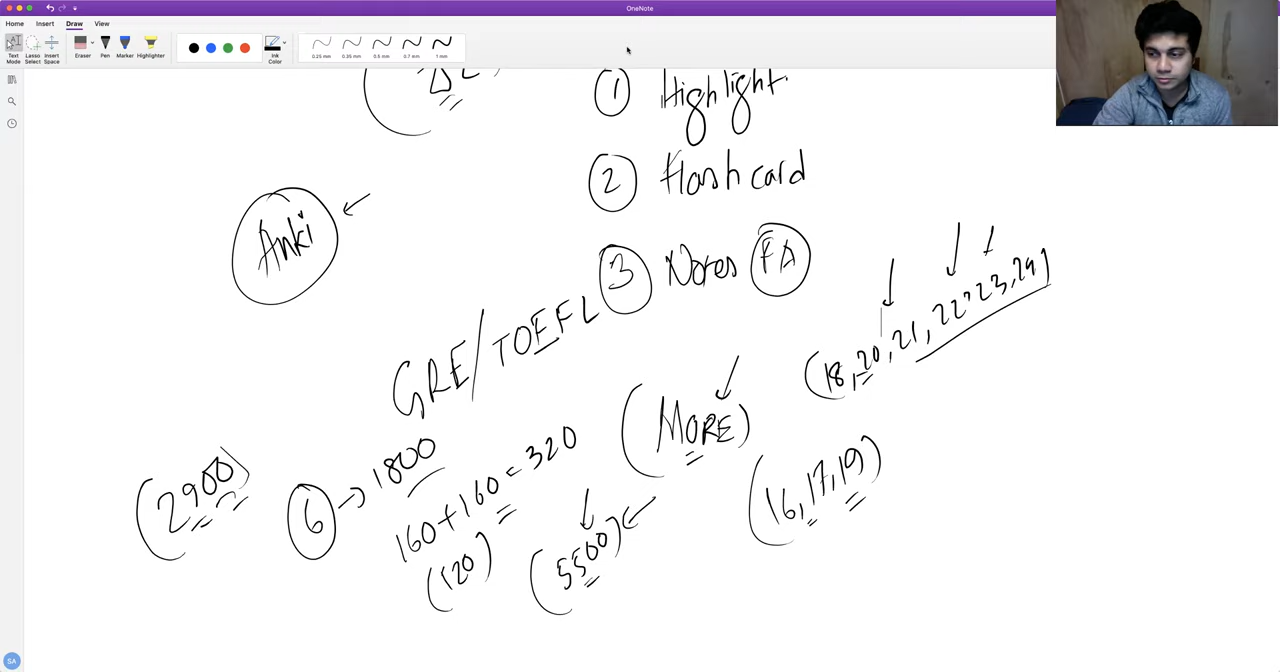 OneNote
Home Insert Draw View
Text Mode
Lasso Select
Insert Space
Eraser
Pen
Marker
Highlighter
Ink Color
0.25 mm 0.35 mm 0.5 mm 0.7 mm 1 mm
1 Highlight.
2 Flash card
Anki
3 Notes FA
GRE/TOEFL
(18, 20, 21, 22, 23, 24)
(MORE)
(2900)
6 → 1800
160+160 = 320
(120)
(5500)
(16, 17, 19)
SA